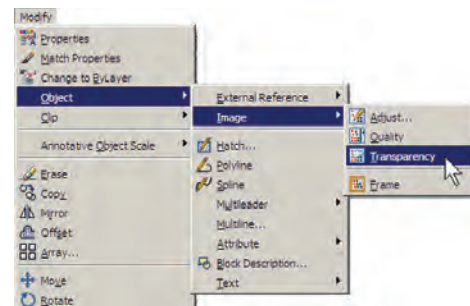 Modify
Properties
Match Properties
Change to ByLayer
Object
Clip
Annotative Object Scale
Erase
Copy
Mirror
Offset
Array...
Move
Rotate
External Reference
Image
Hatch...
Polyline
Spline
Multileader
Multiline...
Attribute
Block Description...
Text
Adjust...
Quality
Transparency
Frame